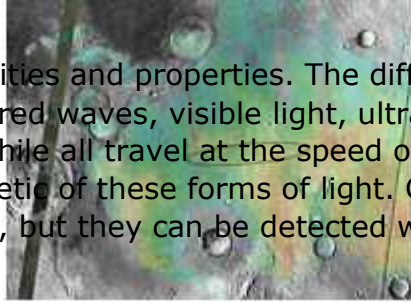 ities and properties. The diff
red waves, visible light, ultra
hile all travel at the speed o
etic of these forms of light. G
, but they can be detected w